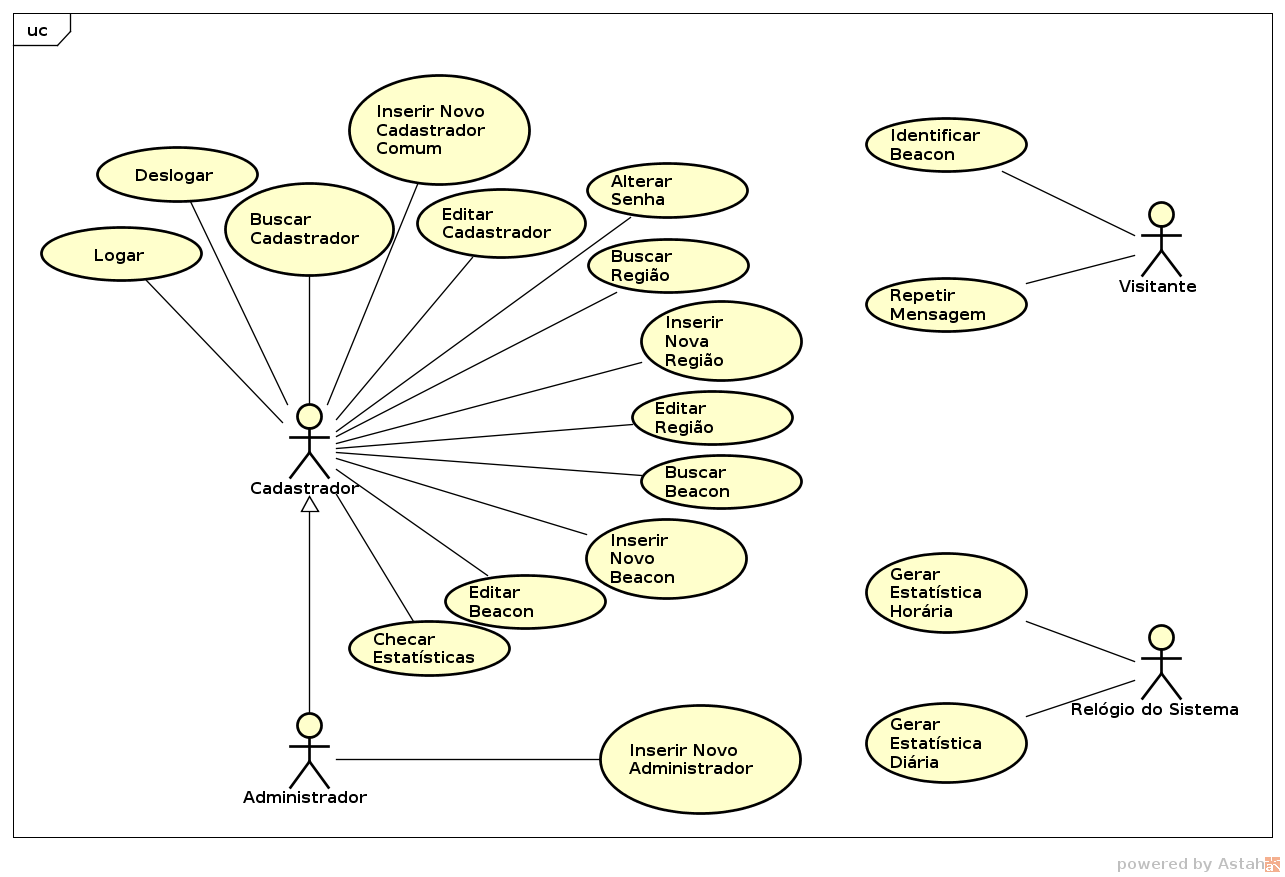 uc
Inserir Novo
Cadastrador
Comum
Deslogar
Logar
Buscar
Cadastrador
Editar
Cadastrador
Alterar
Senha
Buscar
Região
Inserir
Nova
Região
Editar
Região
Buscar
Beacon
Inserir
Novo
Beacon
Editar
Beacon
Checar
Estatísticas
Cadastrador
Administrador
Inserir Novo
Administrador
Identificar
Beacon
Repetir
Mensagem
Visitante
Gerar
Estatística
Horária
Gerar
Estatística
Diária
Relógio do Sistema
powered by Astah